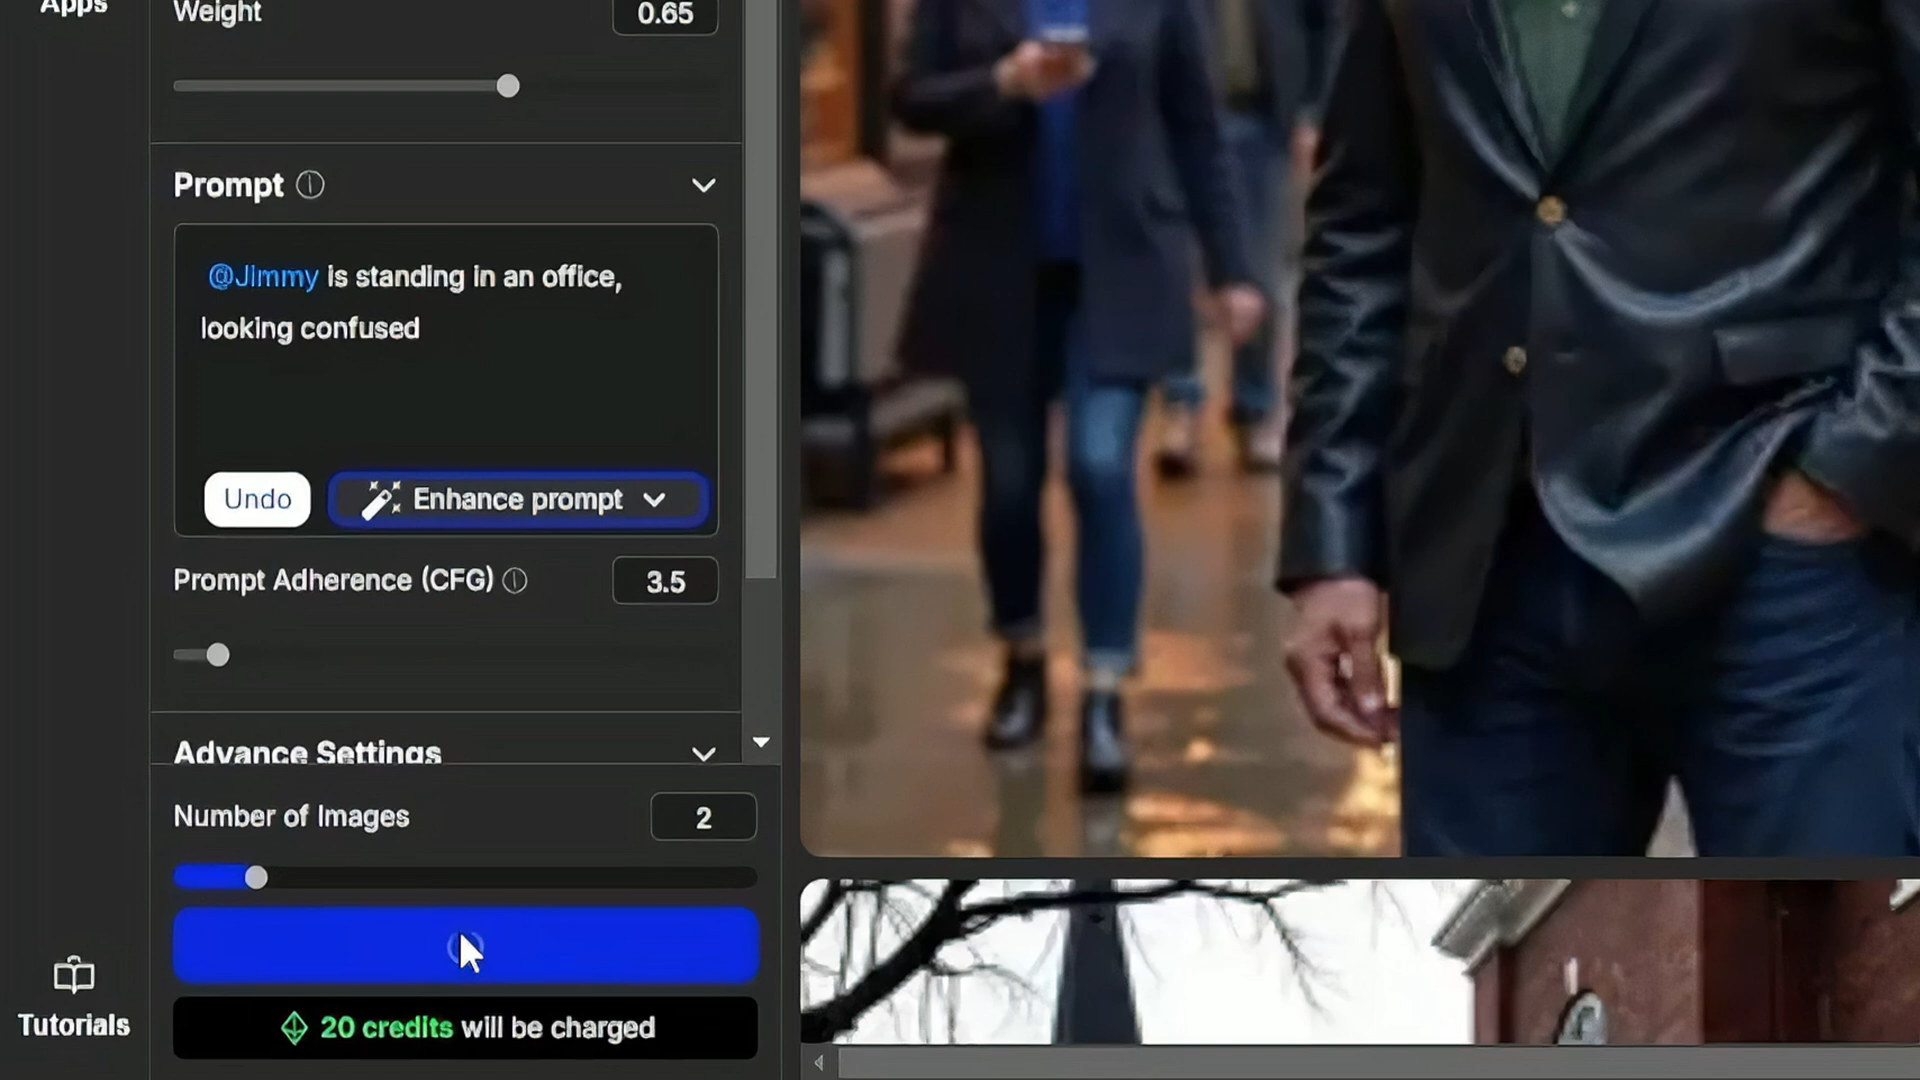 Apps
Weight
0.65
Prompt
@Jimmy is standing in an office,
looking confused
Undo
Enhance prompt
Prompt Adherence (CFG)
3.5
Advance Settings
Number of Images
2
20 credits will be charged
Tutorials